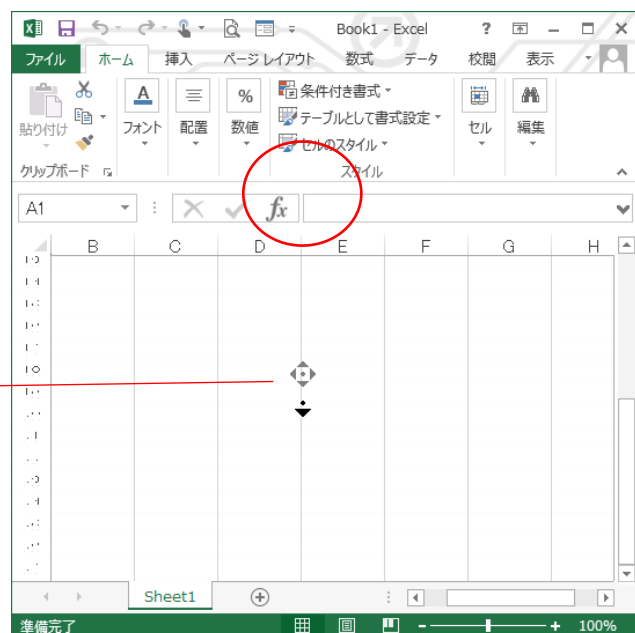 Book1 - Excel ?
ファイル ホーム 挿入 ページ レイアウト 数式 データ 校閲 表示
貼り付け A フォント 配置 % 数値 条件付き書式 テーブルとして書式設定 セルのスタイル セル 編集
クリップボード スタイル
A1 fx
B C D E F G H
Sheet1
準備完了 - + 100%